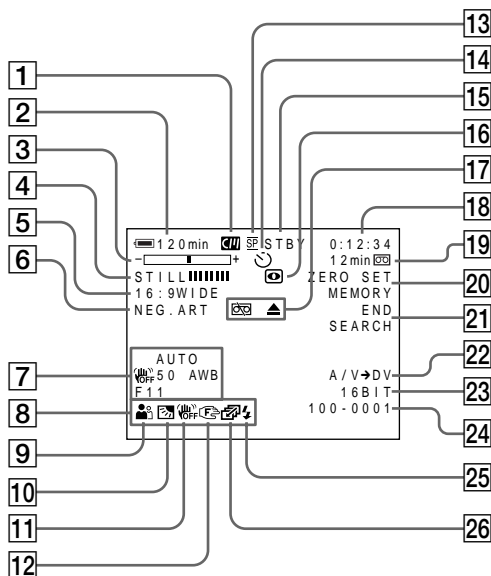 13
14
15
16
17
18
19
20
21
22
23
24
25
26
1
2
3
4
5
6
7
8
9
10
11
12
120min SP STBY 0:12:34
− + 12min
STILL ZERO SET
16:9WIDE MEMORY
NEG.ART END
SEARCH
AUTO
OFF 50 AWB A/V➔DV
F11 16BIT
100-0001
OFF F